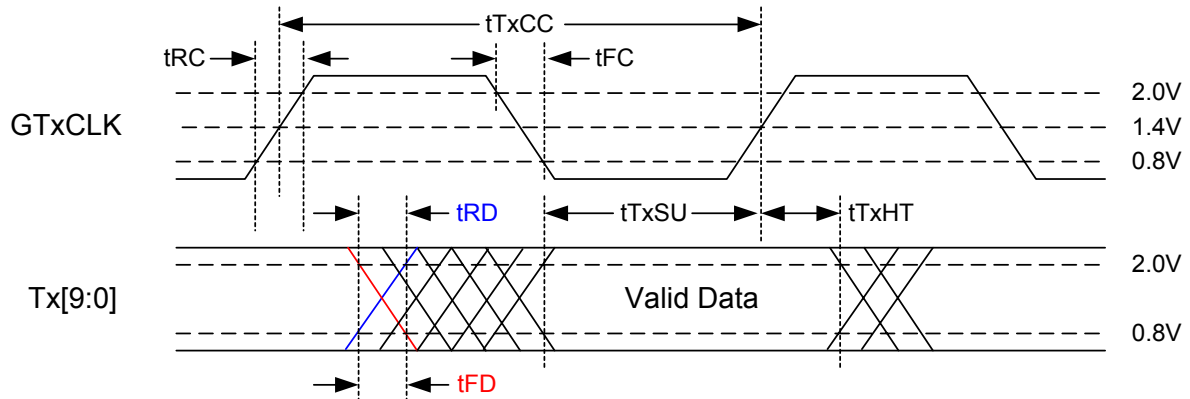 tTxCC
tRC
tFC
2.0V
GTxCLK
1.4V
0.8V
tRD
tTxSU
tTxHT
2.0V
Tx[9:0]
Valid Data
0.8V
tFD